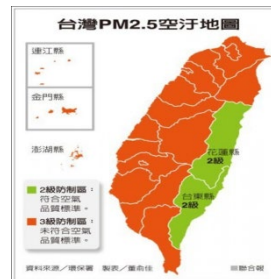 台灣PM2.5空汙地圖
連江縣
金門縣
澎湖縣
花蓮縣
2級
台東縣
2級
2級防制區：
符合空氣
品質標準。
3級防制區：
未符合空氣
品質標準。
資料來源／環保署 製表／董俞佳 聯合報